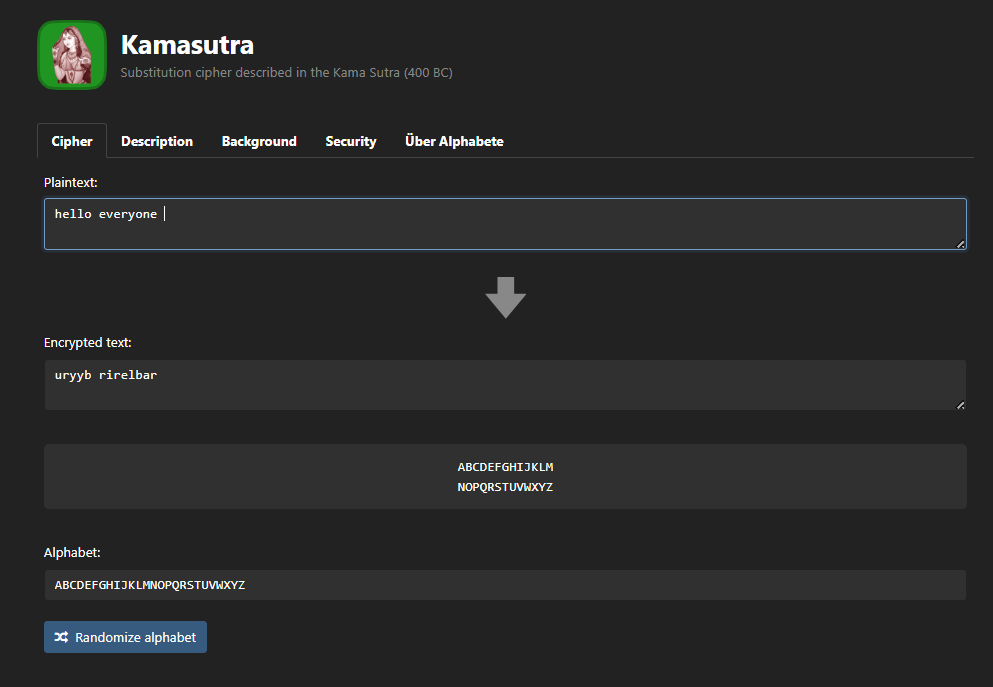 Kamasutra
Substitution cipher described in the Kama Sutra (400 BC)
Cipher Description Background Security Über Alphabete
Plaintext:
hello everyone
Encrypted text:
uryyb rirelbar
ABCDEFGHIJKLM
NOPQRSTUVWXYZ
Alphabet:
ABCDEFGHIJKLMNOPQRSTUVWXYZ
Randomize alphabet